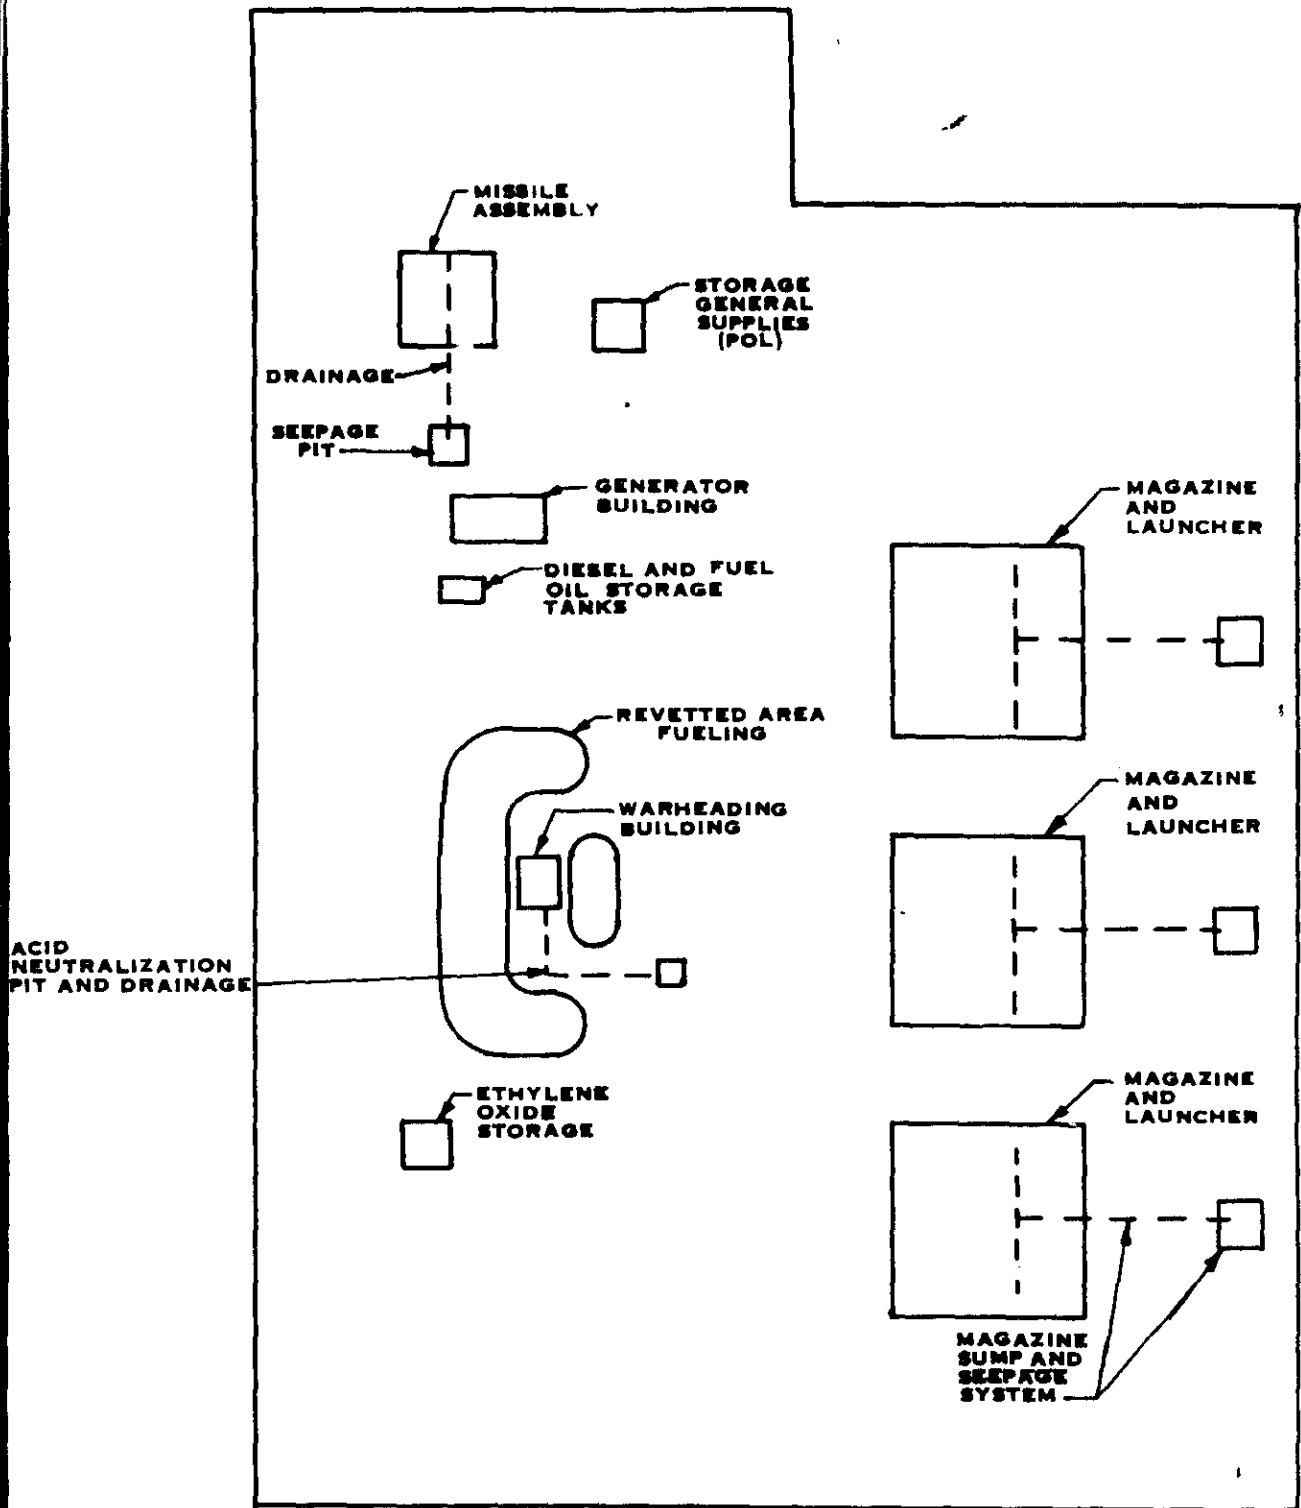 MISSILE
ASSEMBLY
STORAGE
GENERAL
SUPPLIES
(POL)
DRAINAGE
SEEPAGE
PIT
GENERATOR
BUILDING
MAGAZINE
AND
LAUNCHER
DIESEL AND FUEL
OIL STORAGE
TANKS
REVETTED AREA
FUELING
MAGAZINE
AND
LAUNCHER
WARHEADING
BUILDING
ACID
NEUTRALIZATION
PIT AND DRAINAGE
ETHYLENE
OXIDE
STORAGE
MAGAZINE
AND
LAUNCHER
MAGAZINE
SUMP AND
SEEPAGE
SYSTEM